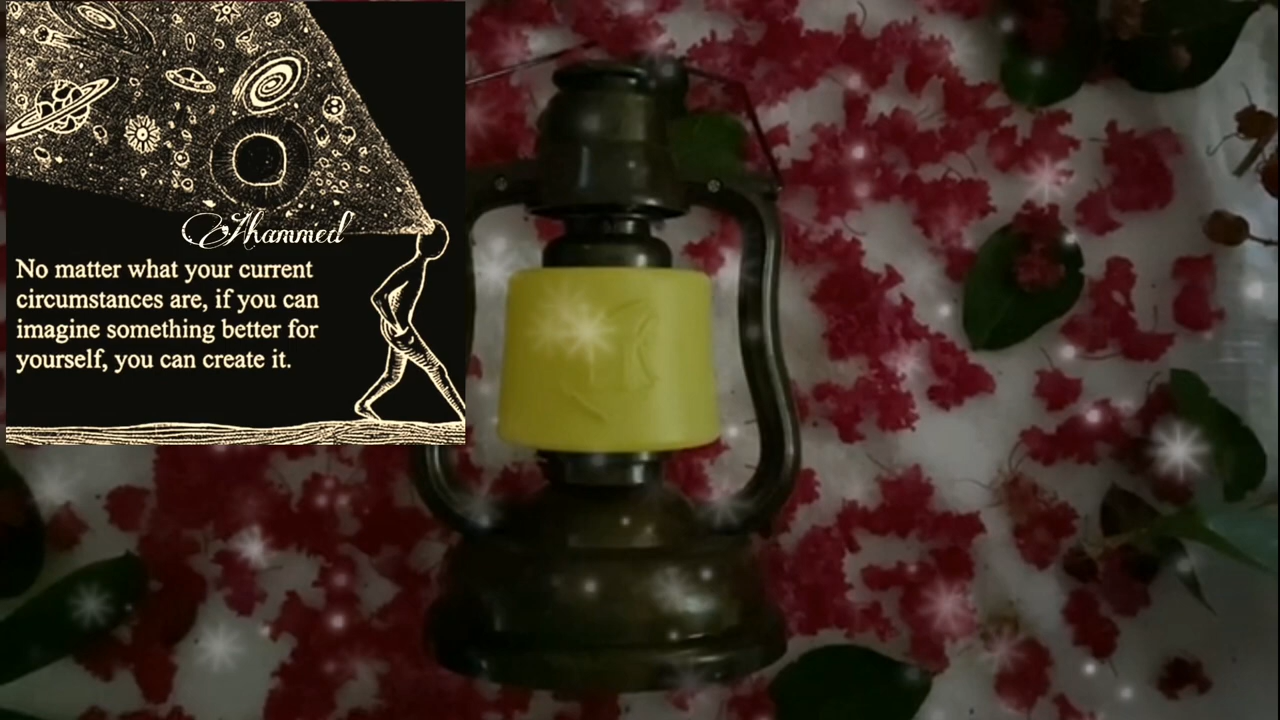 Ahammed
No matter what your current
circumstances are, if you can
imagine something better for
yourself, you can create it.